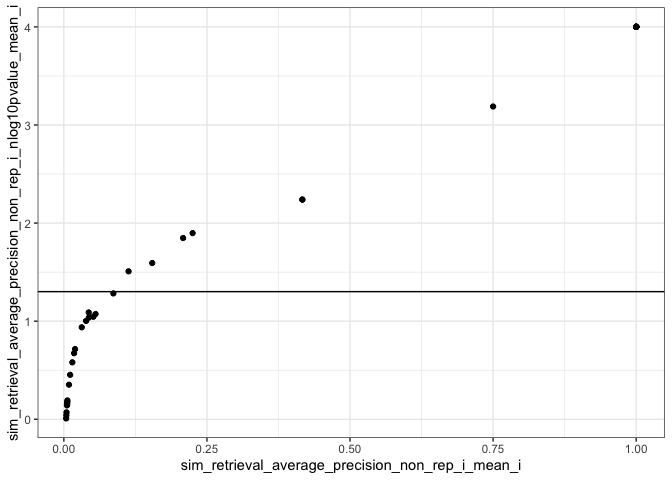 sim_retrieval_average_precision_non_rep_i_nlog10pvalue_mean_i
4
3
2
1
0
0.00 0.25 0.50 0.75 1.00
sim_retrieval_average_precision_non_rep_i_mean_i